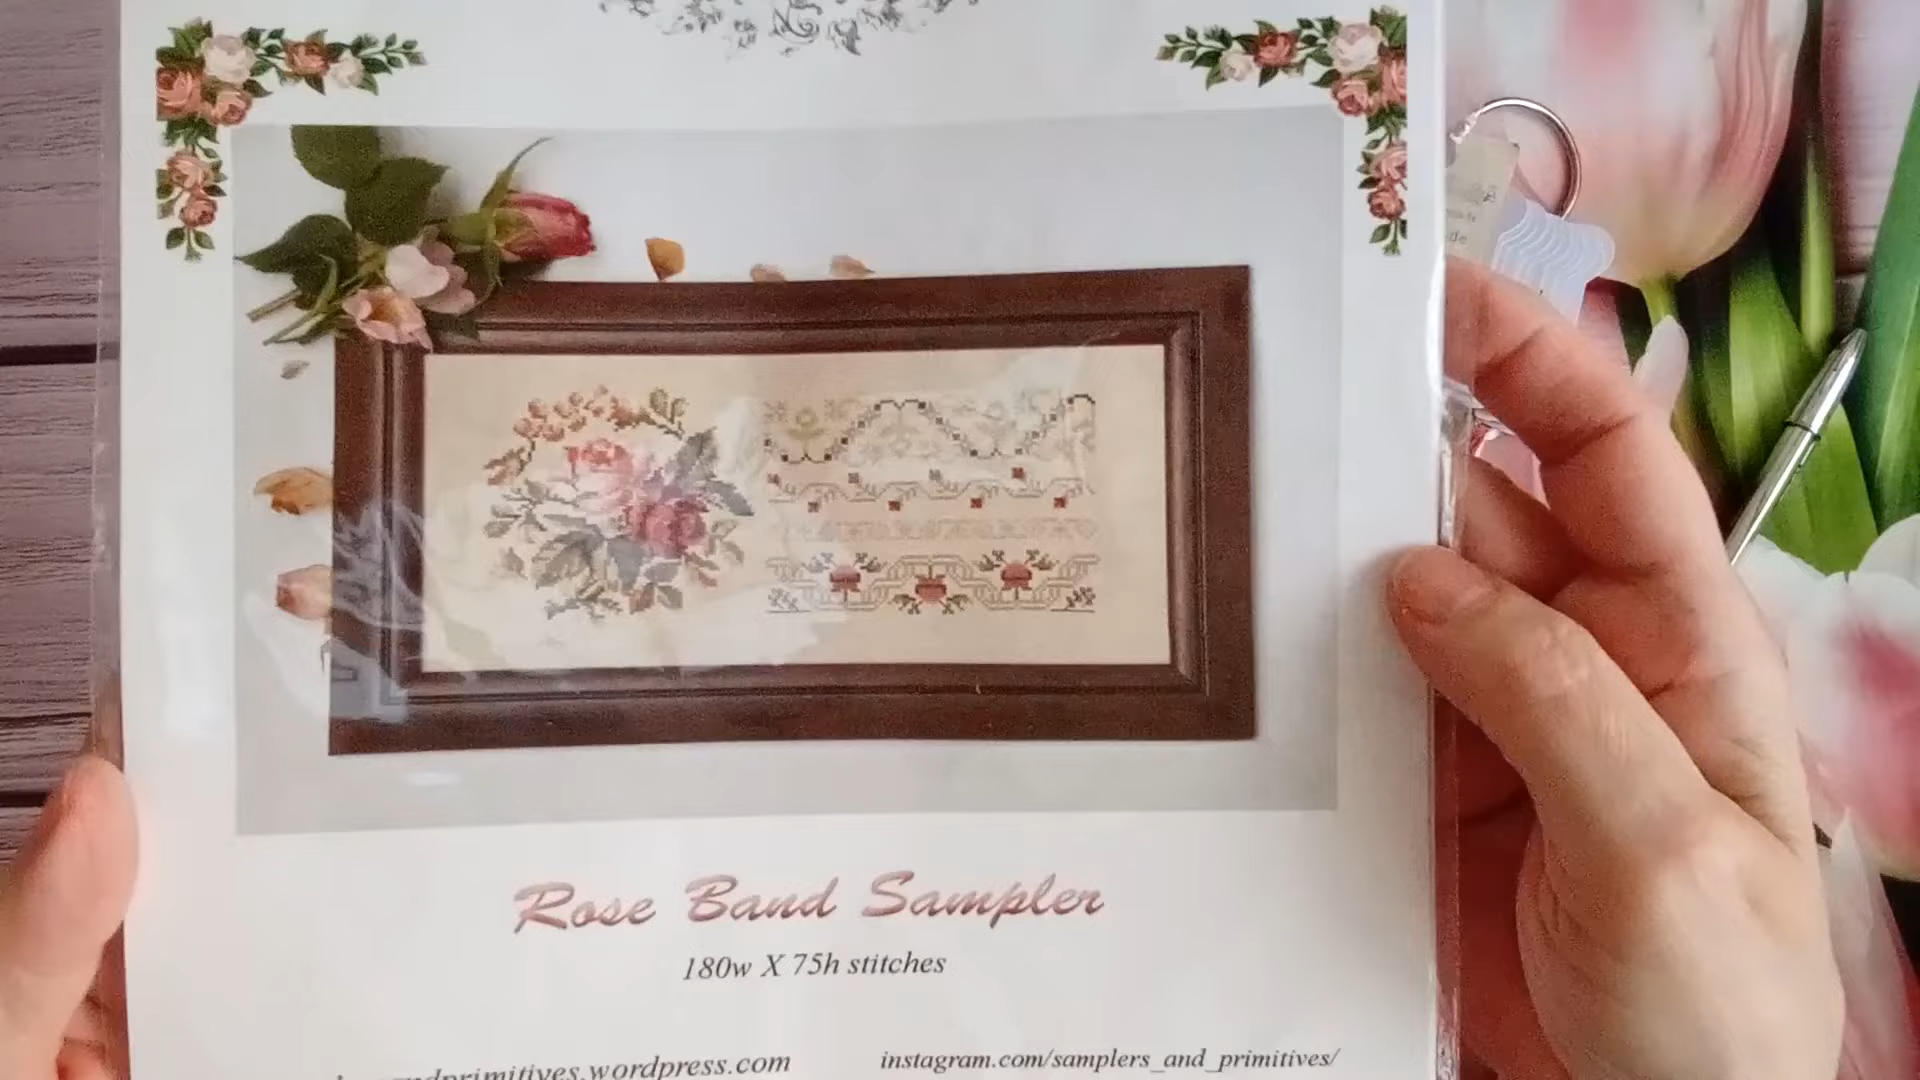 Rose Band Sampler
180w X 75h stitches
instagram.com/samplers_and_primitives/